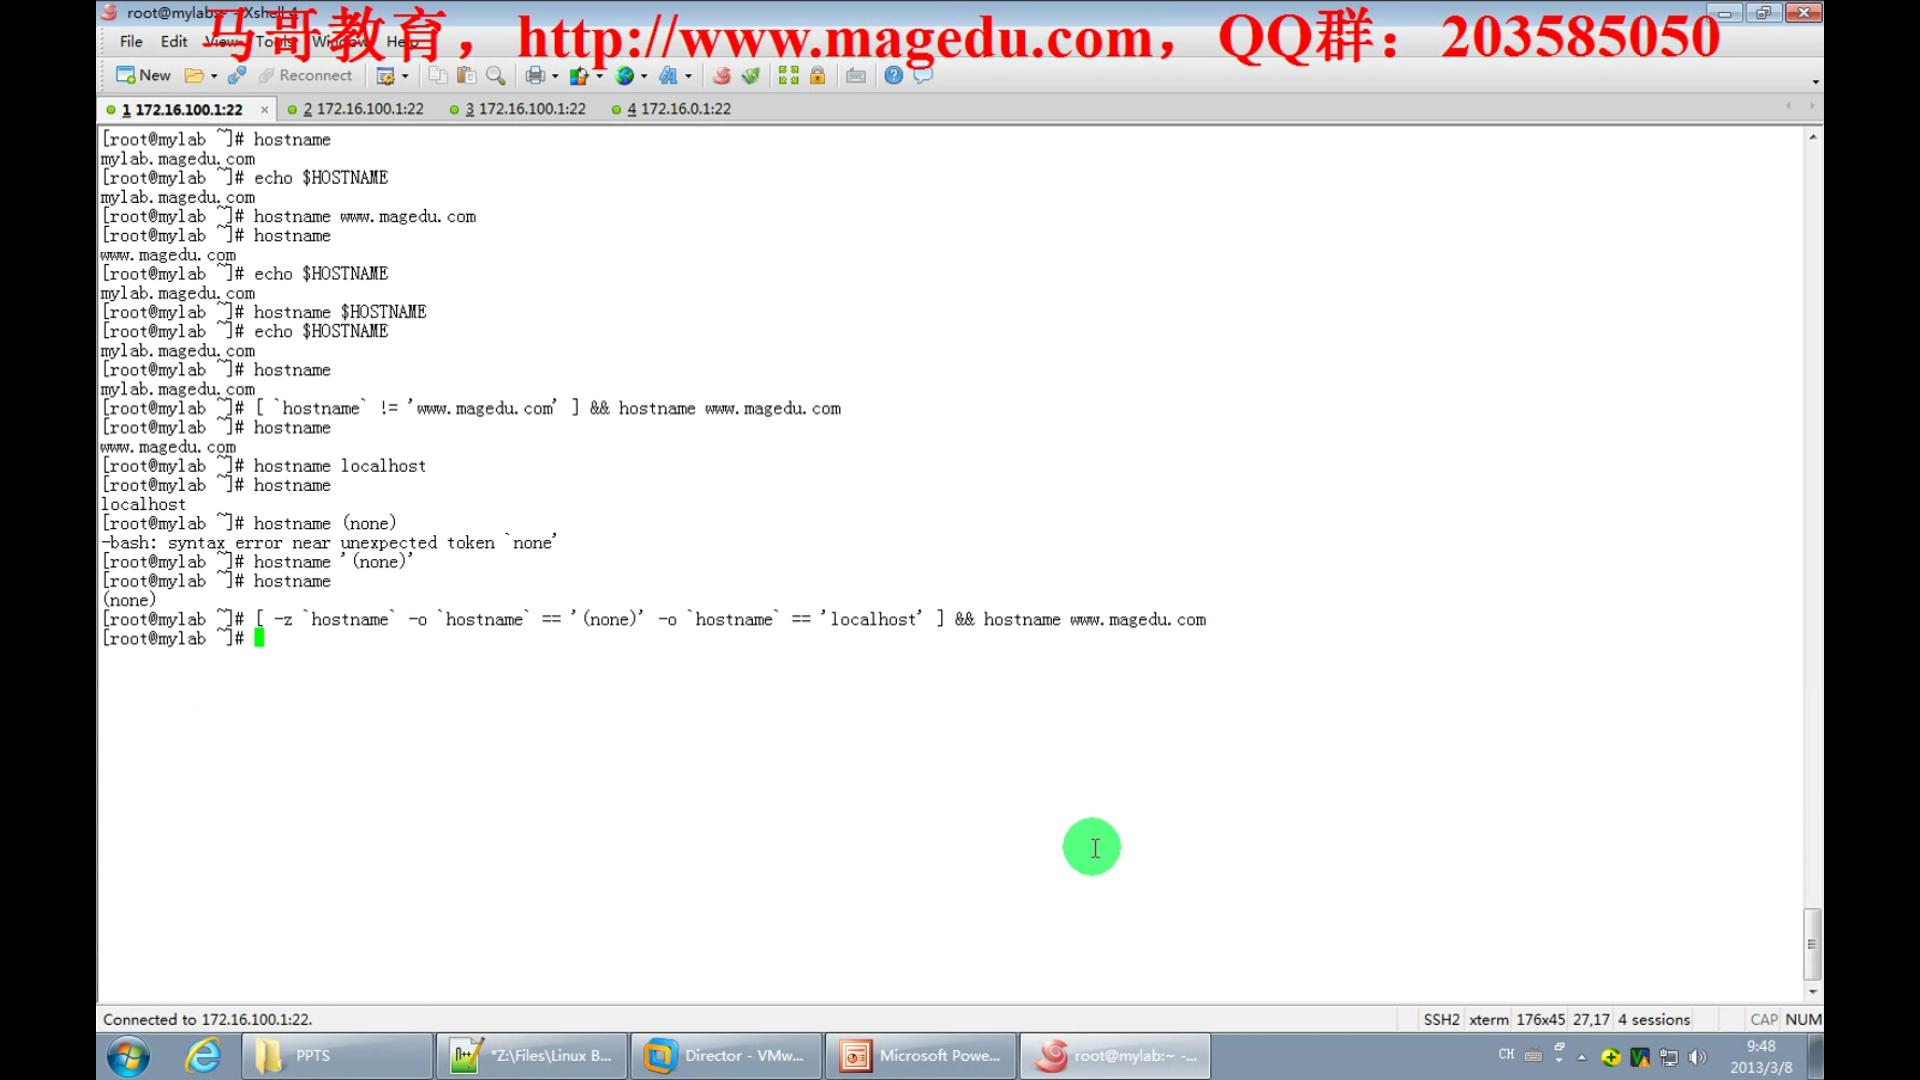 root@mylab:~ - Xshell 4
马哥教育，http://www.magedu.com，QQ群：203585050
File Edit View Tools Window Help
New Reconnect
1 172.16.100.1:22 × 2 172.16.100.1:22 3 172.16.100.1:22 4 172.16.0.1:22
[root@mylab ~]# hostname
mylab.magedu.com
[root@mylab ~]# echo $HOSTNAME
mylab.magedu.com
[root@mylab ~]# hostname www.magedu.com
[root@mylab ~]# hostname
www.magedu.com
[root@mylab ~]# echo $HOSTNAME
mylab.magedu.com
[root@mylab ~]# hostname $HOSTNAME
[root@mylab ~]# echo $HOSTNAME
mylab.magedu.com
[root@mylab ~]# hostname
mylab.magedu.com
[root@mylab ~]# [ `hostname` != 'www.magedu.com' ] && hostname www.magedu.com
[root@mylab ~]# hostname
www.magedu.com
[root@mylab ~]# hostname localhost
[root@mylab ~]# hostname
localhost
[root@mylab ~]# hostname (none)
-bash: syntax error near unexpected token `none'
[root@mylab ~]# hostname '(none)'
[root@mylab ~]# hostname
(none)
[root@mylab ~]# [ -z `hostname` -o `hostname` == '(none)' -o `hostname` == 'localhost' ] && hostname www.magedu.com
[root@mylab ~]#
Connected to 172.16.100.1:22.
SSH2 xterm 176x45 27,17 4 sessions CAP NUM
PPTS
*Z:\Files\Linux B...
Director - VMw...
Microsoft Powe...
root@mylab:~ -...
CH
9:48
2013/3/8